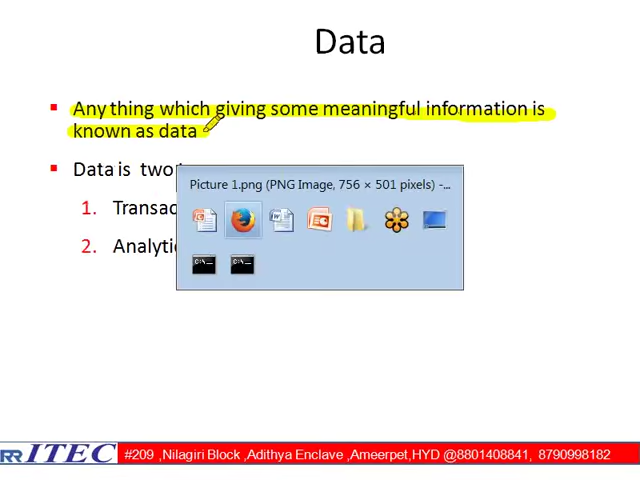 Data
Any thing which giving some meaningful information is
known as data
Data is two
1. Transac
2. Analytic
Picture 1.png (PNG Image, 756 × 501 pixels) -...
C:\.
C:\.
RR ITEC #209 ,Nilagiri Block ,Adithya Enclave ,Ameerpet,HYD @8801408841, 8790998182